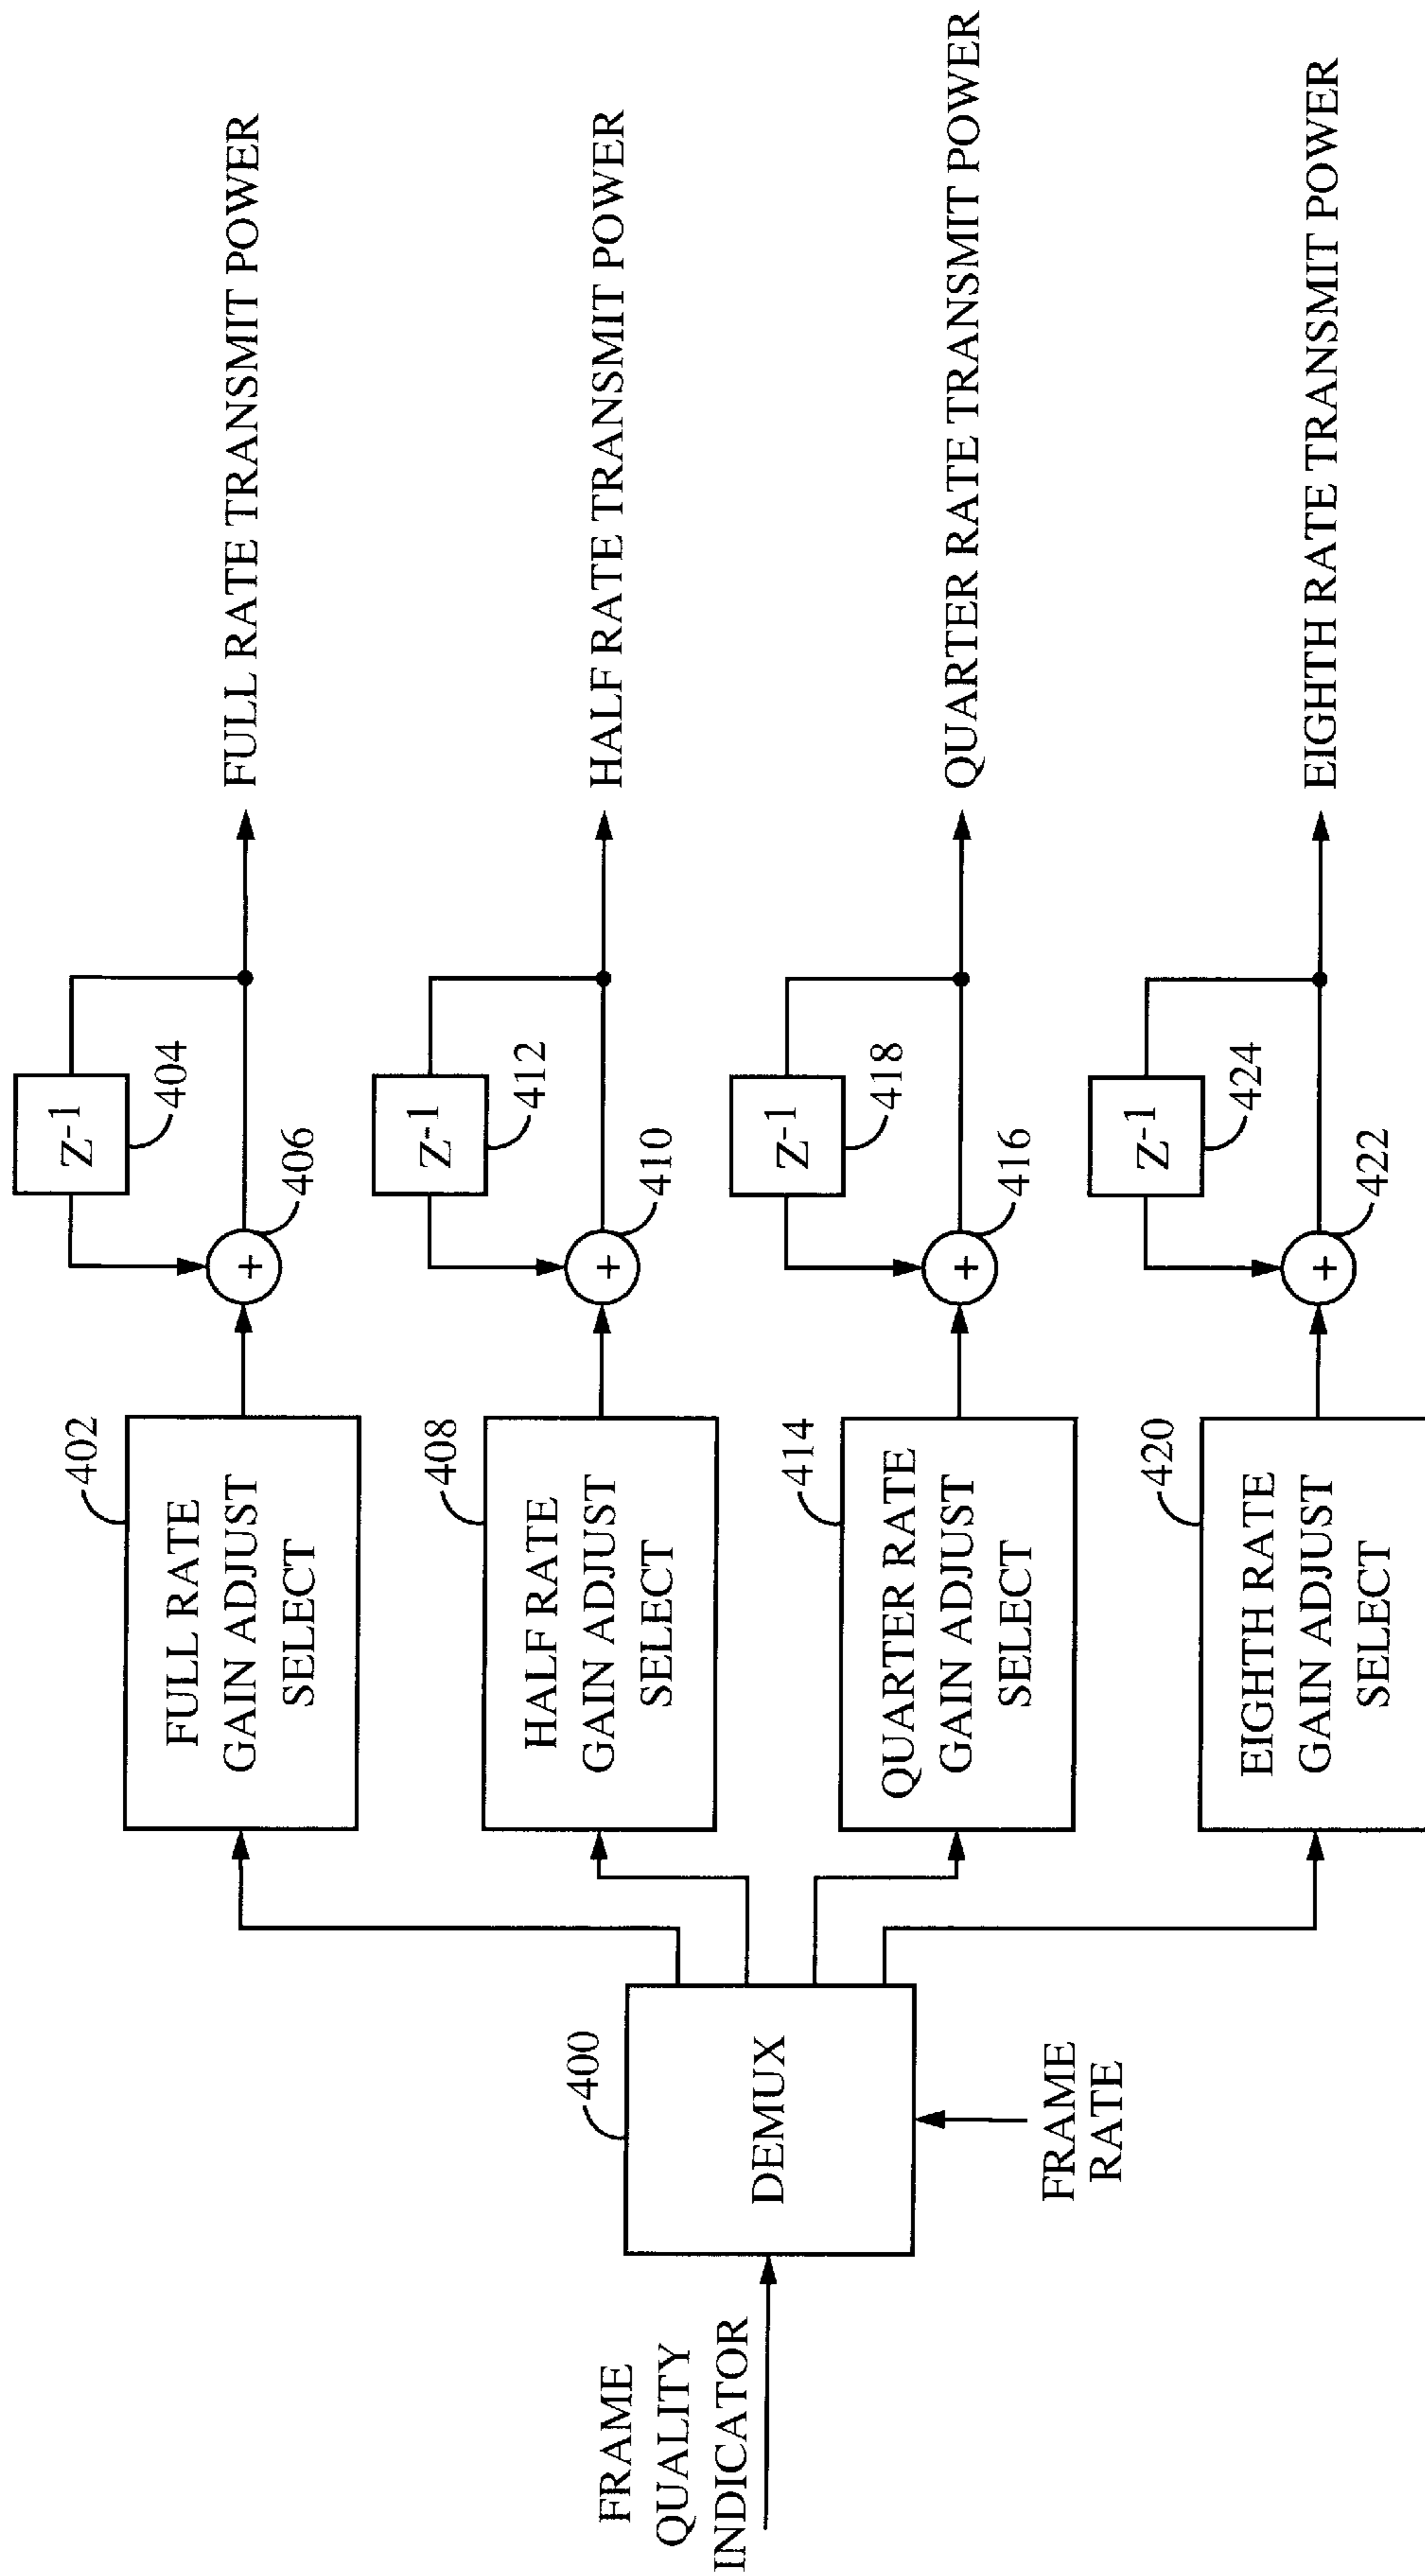 FRAME
QUALITY
INDICATOR
400
DEMUX
FRAME
RATE
402
FULL RATE
GAIN ADJUST
SELECT
406
Z-1
404
FULL RATE TRANSMIT POWER
408
HALF RATE
GAIN ADJUST
SELECT
+
410
Z-1
412
HALF RATE TRANSMIT POWER
414
QUARTER RATE
GAIN ADJUST
SELECT
+
416
Z-1
418
QUARTER RATE TRANSMIT POWER
420
EIGHTH RATE
GAIN ADJUST
SELECT
+
422
Z-1
424
EIGHTH RATE TRANSMIT POWER
+